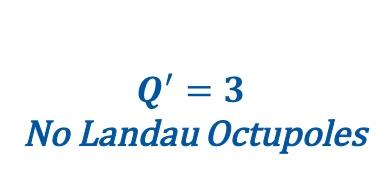 Q′ = 3
No Landau Octupoles